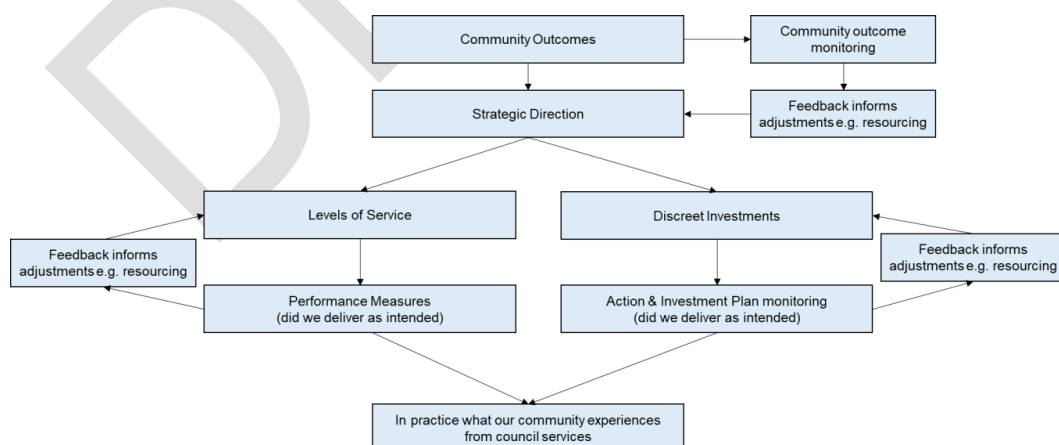 Community Outcomes
Community outcome
monitoring
Strategic Direction
Feedback informs
adjustments e.g. resourcing
Levels of Service
Discreet Investments
Feedback informs
adjustments e.g. resourcing
Feedback informs
adjustments e.g. resourcing
Performance Measures
(did we deliver as intended)
Action & Investment Plan monitoring
(did we deliver as intended)
In practice what our community experiences
from council services